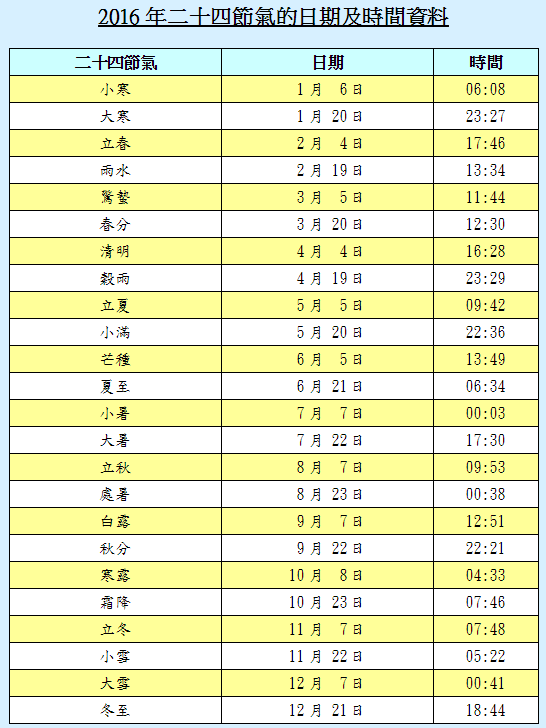 2016 年二十四節氣的日期及時間資料
二十四節氣 日期 時間
小寒 1 月 6 日 06:08
大寒 1 月 20 日 23:27
立春 2 月 4 日 17:46
雨水 2 月 19 日 13:34
驚蟄 3 月 5 日 11:44
春分 3 月 20 日 12:30
清明 4 月 4 日 16:28
穀雨 4 月 19 日 23:29
立夏 5 月 5 日 09:42
小滿 5 月 20 日 22:36
芒種 6 月 5 日 13:49
夏至 6 月 21 日 06:34
小暑 7 月 7 日 00:03
大暑 7 月 22 日 17:30
立秋 8 月 7 日 09:53
處暑 8 月 23 日 00:38
白露 9 月 7 日 12:51
秋分 9 月 22 日 22:21
寒露 10 月 8 日 04:33
霜降 10 月 23 日 07:46
立冬 11 月 7 日 07:48
小雪 11 月 22 日 05:22
大雪 12 月 7 日 00:41
冬至 12 月 21 日 18:44